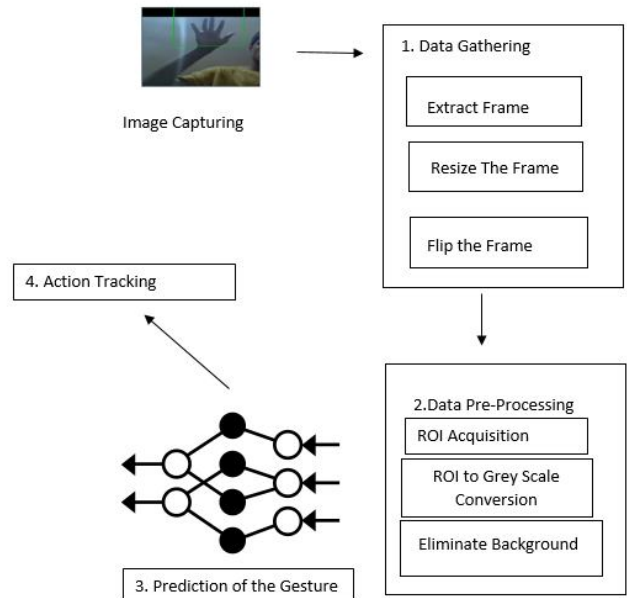 Image Capturing
1. Data Gathering
Extract Frame
Resize The Frame
Flip the Frame
2.Data Pre-Processing
ROI Acquisition
ROI to Grey Scale
Conversion
Eliminate Background
3. Prediction of the Gesture
4. Action Tracking